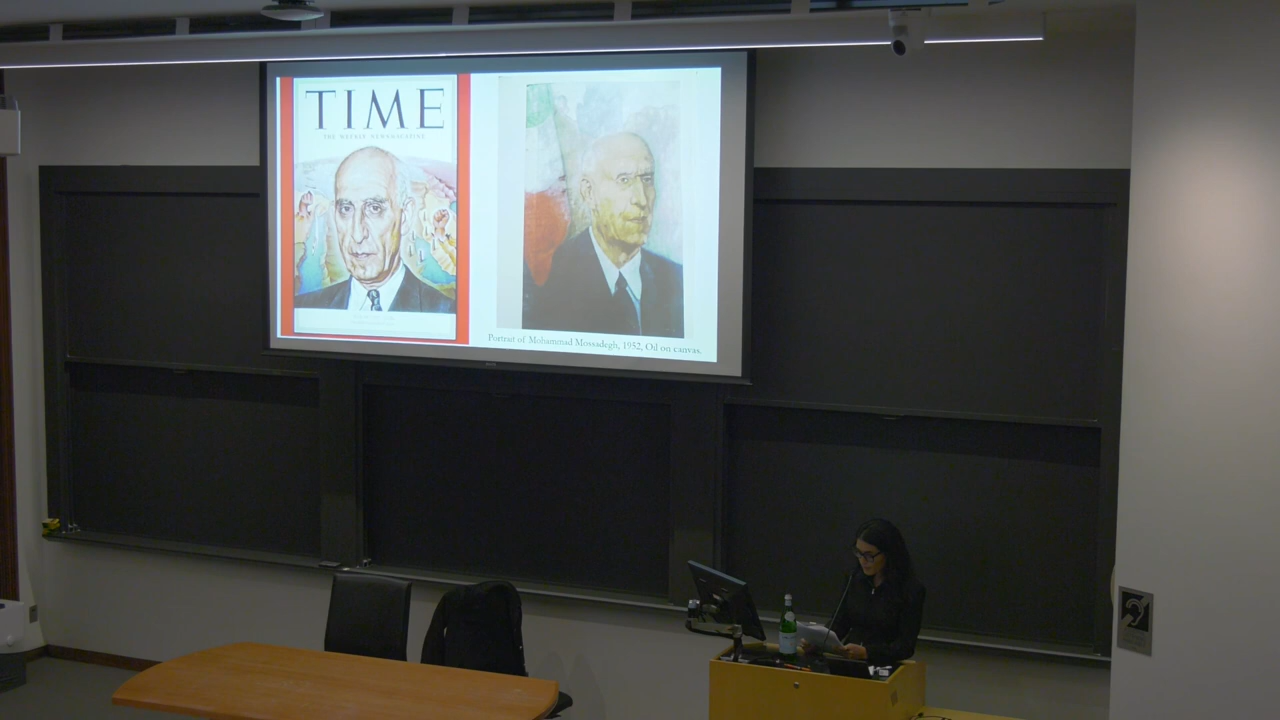 TIME
THE WEEKLY NEWSMAGAZINE
Portrait of Mohammad Mossadegh, 1952, Oil on canvas.